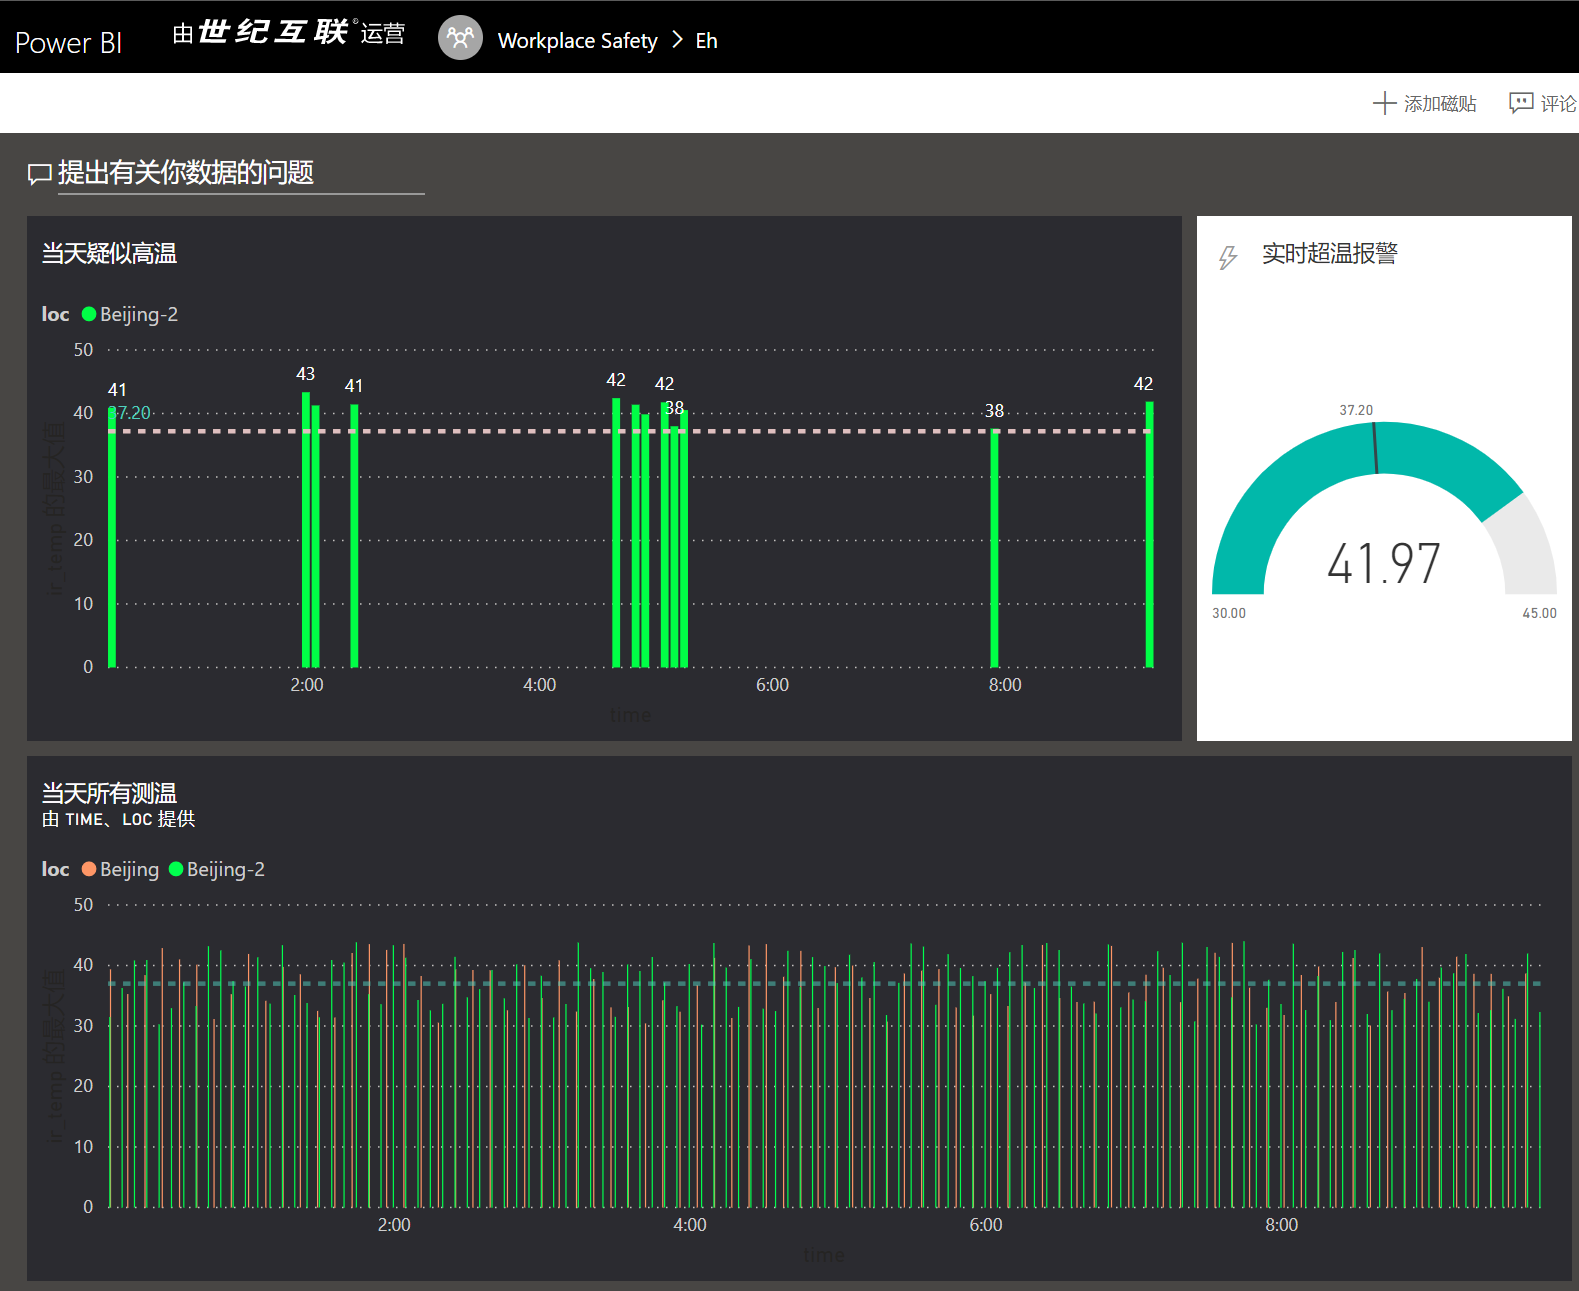 Power BI
由世纪互联®运营
Workplace Safety > Eh
添加磁贴
评论
提出有关你数据的问题
当天疑似高温
loc Beijing-2
50
40
30
20
10
0
ir_temp 的最大值
41
37.20
43
41
42
42
38
38
42
2:00
4:00
6:00
8:00
time
实时超温报警
37.20
41.97
30.00
45.00
当天所有测温
由 TIME、LOC 提供
loc Beijing Beijing-2
50
40
30
20
10
0
ir_temp 的最大值
2:00
4:00
6:00
8:00
time